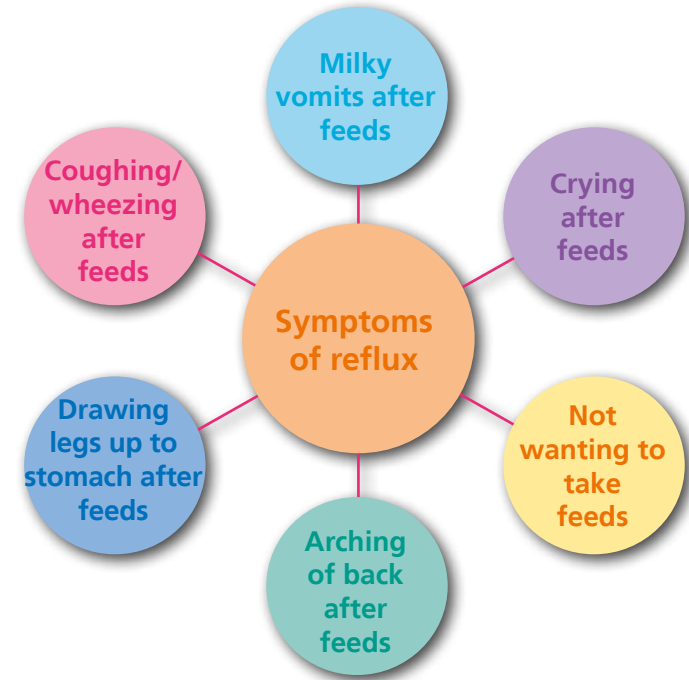 Milky
vomits after
feeds
Coughing/
wheezing
after
feeds
Crying
after
feeds
Symptoms
of reflux
Drawing
legs up to
stomach after
feeds
Not
wanting to
take
feeds
Arching
of back
after
feeds